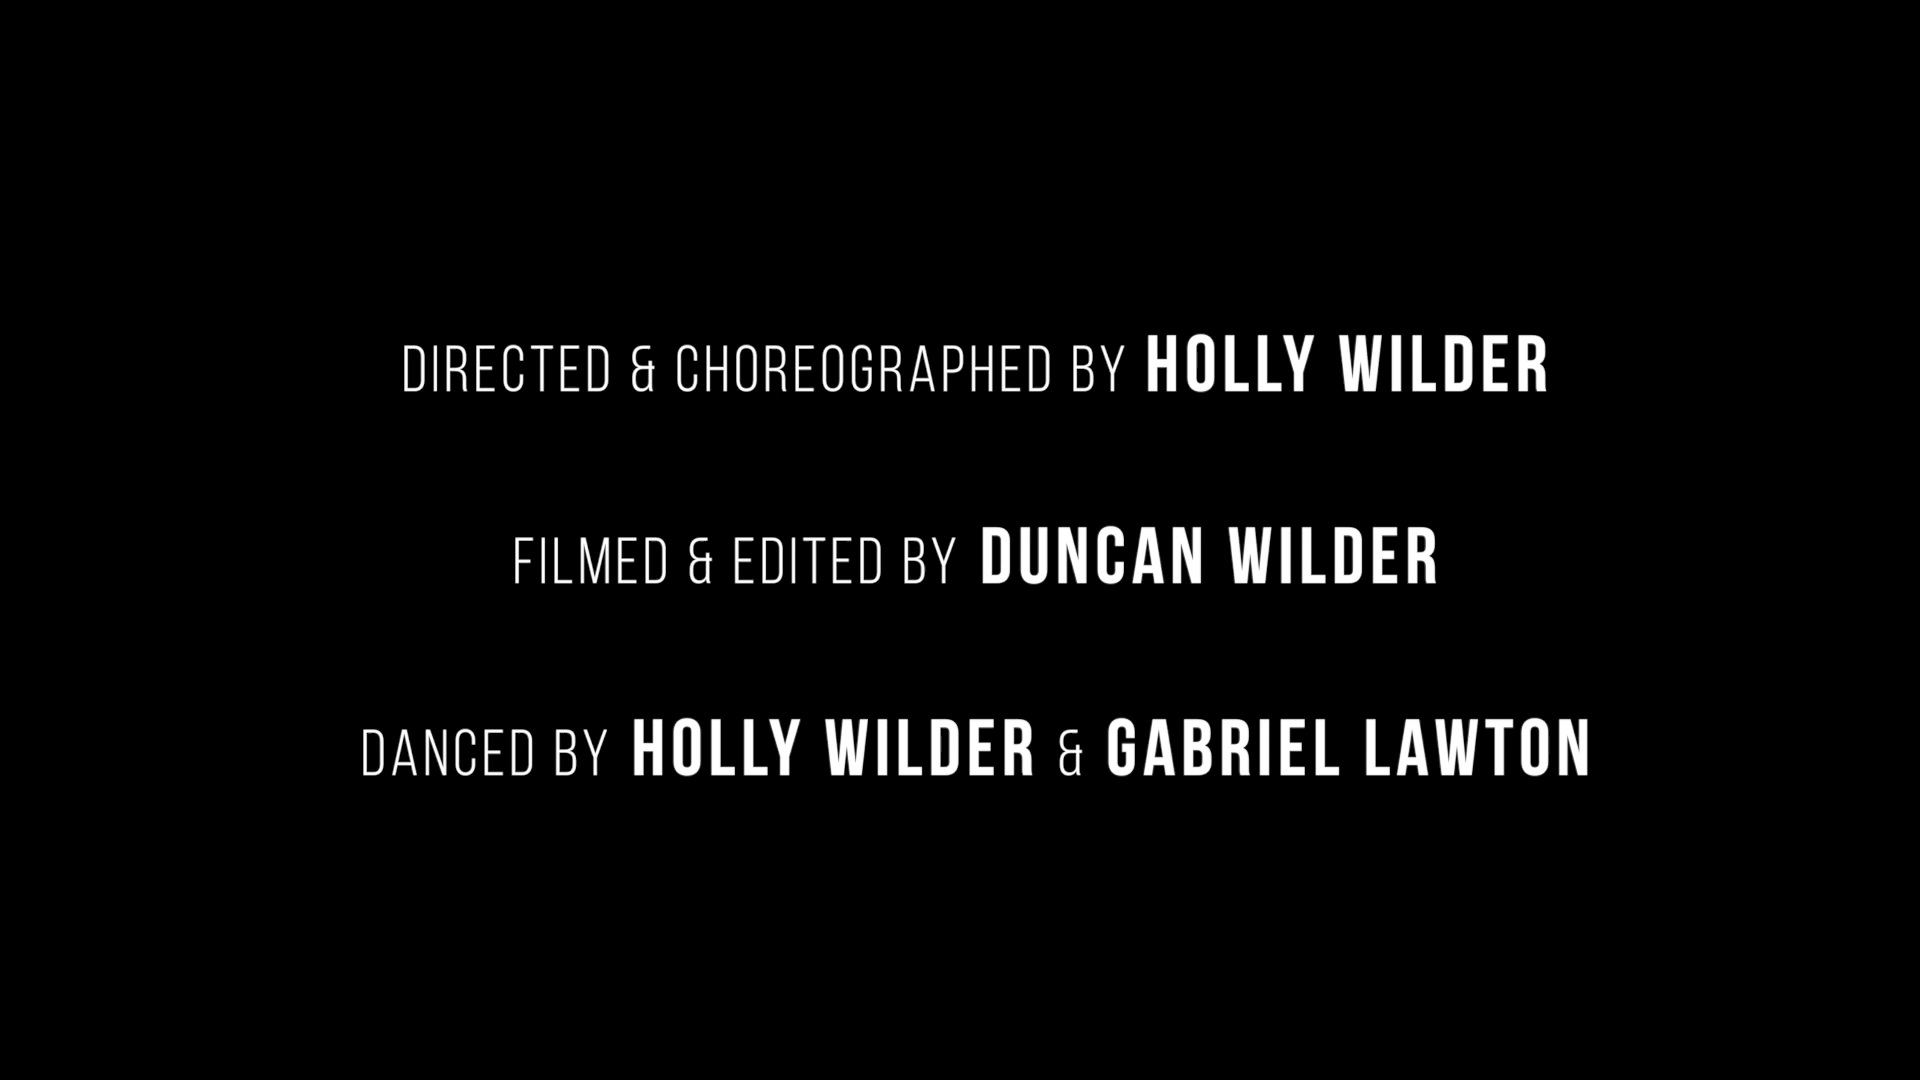 DIRECTED & CHOREOGRAPHED BY HOLLY WILDER
FILMED & EDITED BY DUNCAN WILDER
DANCED BY HOLLY WILDER & GABRIEL LAWTON